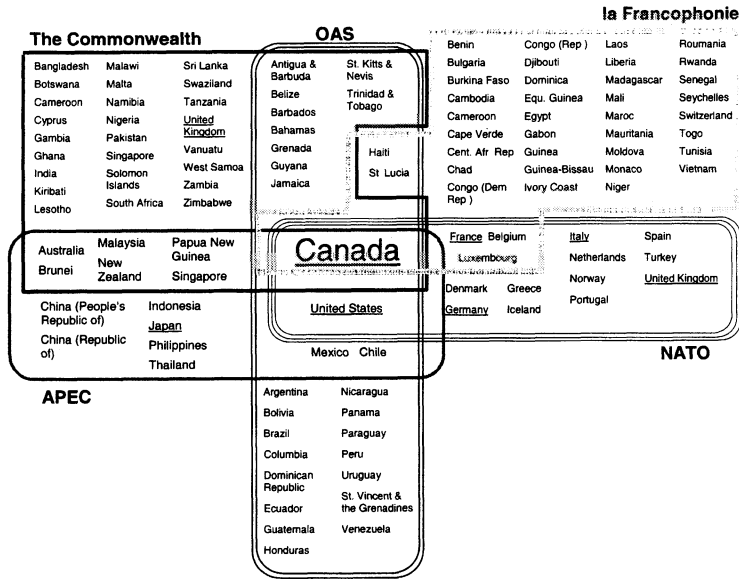 la Francophonie
The Commonwealth
OAS
Bangladesh
Botswana
Cameroon
Cyprus
Gambia
Ghana
India
Kiribati
Lesotho
Malawi
Malta
Namibia
Nigeria
Pakistan
Singapore
Solomon
Islands
South Africa
Sri Lanka
Swaziland
Tanzania
United
Kingdom
Vanuatu
West Samoa
Zambia
Zimbabwe
Antigua &
Barbuda
Belize
Barbados
Bahamas
Grenada
Guyana
Jamaica
St. Kitts &
Nevis
Trinidad &
Tobago
Haiti
St Lucia
Benin
Bulgaria
Burkina Faso
Cambodia
Cameroon
Cape Verde
Cent. Afr Rep
Chad
Congo (Dem
Rep )
Congo (Rep )
Djibouti
Dominica
Equ. Guinea
Egypt
Gabon
Guinea
Guinea-Bissau
Ivory Coast
Laos
Liberia
Madagascar
Mali
Maroc
Mauritania
Moldova
Monaco
Niger
Roumania
Rwanda
Senegal
Seychelles
Switzerland
Togo
Tunisia
Vietnam
Australia
Brunei
Malaysia
New
Zealand
Papua New
Guinea
Singapore
Canada
France Belgium
Luxembourg
Denmark
Germany
Greece
Iceland
Italy
Netherlands
Norway
Portugal
Spain
Turkey
United Kingdom
China (People's
Republic of)
China (Republic
of)
Indonesia
Japan
Philippines
Thailand
United States
Mexico Chile
NATO
APEC
Argentina
Bolivia
Brazil
Columbia
Dominican
Republic
Ecuador
Guatemala
Honduras
Nicaragua
Panama
Paraguay
Peru
Uruguay
St. Vincent &
the Grenadines
Venezuela